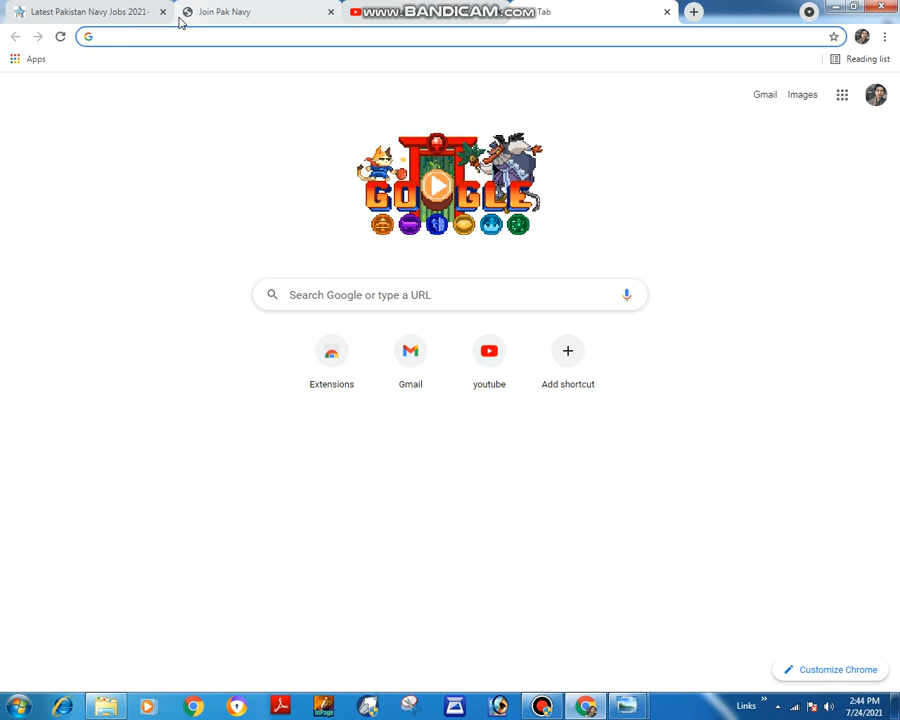 Latest Pakistan Navy Jobs 2021-
Join Pak Navy
WWW.BANDICAM.COM
Tab
Apps
Reading list
Gmail
Images
GOOGLE
Search Google or type a URL
Extensions
Gmail
youtube
Add shortcut
Customize Chrome
Links
2:44 PM
7/24/2021